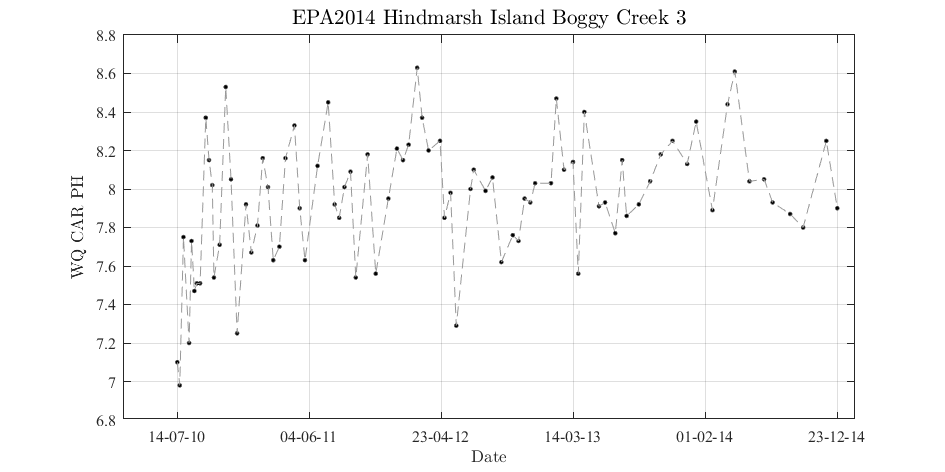 EPA2014 Hindmarsh Island Boggy Creek 3
WQ CAR PH
8.8
8.6
8.4
8.2
8
7.8
7.6
7.4
7.2
7
6.8
14-07-10 04-06-11 23-04-12 14-03-13 01-02-14 23-12-14
Date